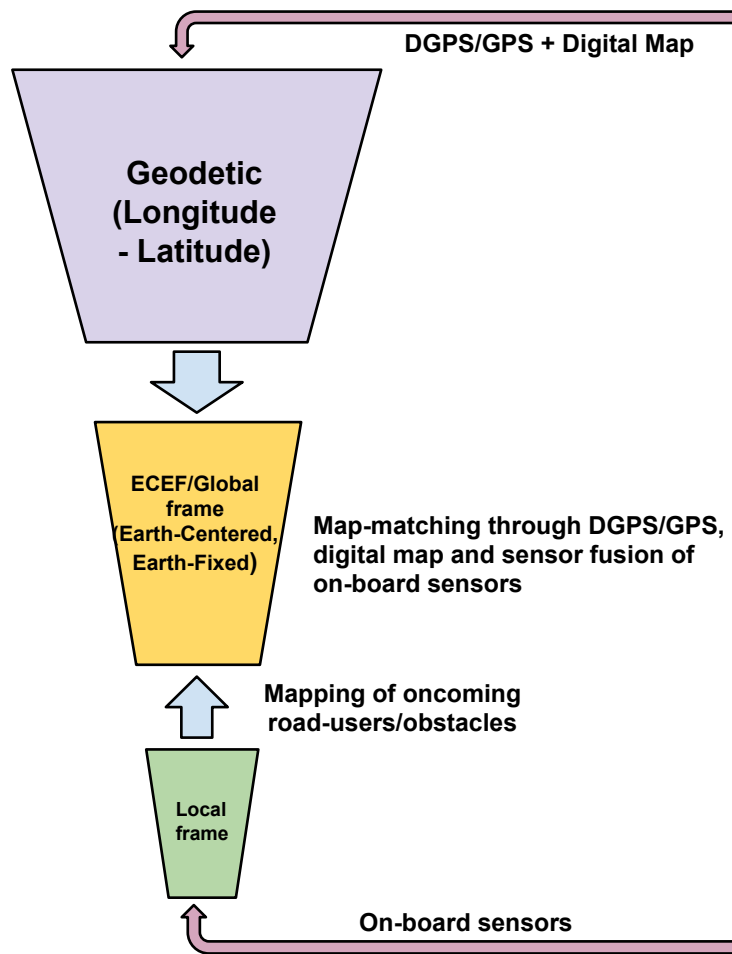 DGPS/GPS + Digital Map
Geodetic
(Longitude
- Latitude)
ECEF/Global
frame
(Earth-Centered,
Earth-Fixed)
Map-matching through DGPS/GPS,
digital map and sensor fusion of
on-board sensors
Mapping of oncoming
road-users/obstacles
Local
frame
On-board sensors